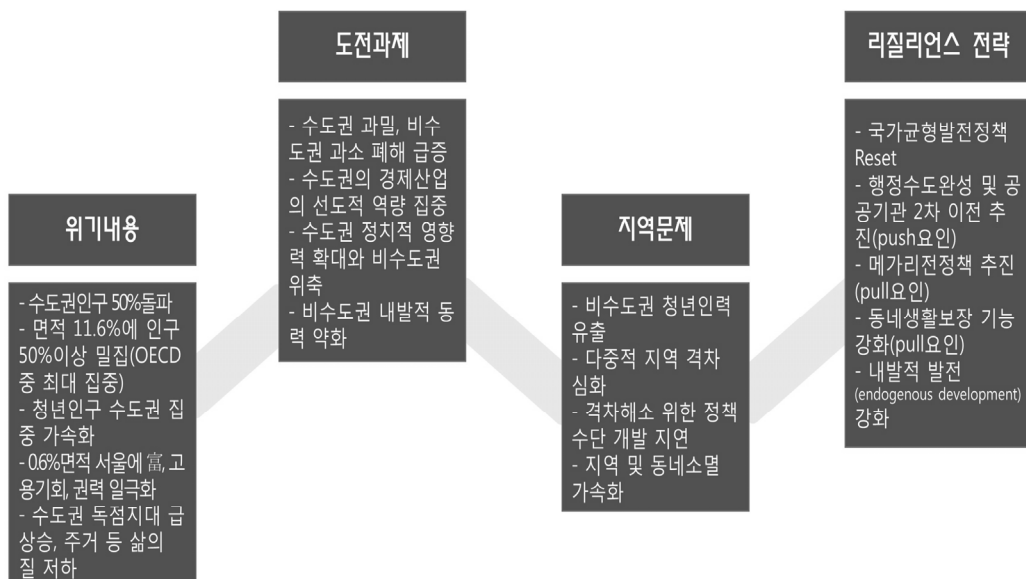 위기내용
- 수도권인구 50%돌파
- 면적 11.6%에 인구
50%이상 밀집(OECD
중 최대 집중)
- 청년인구 수도권 집
중 가속화
- 0.6%면적 서울에 富, 고
용기회, 권력 일극화
- 수도권 독점지대 급
상승, 주거 등 삶의
질 저하
도전과제
- 수도권 과밀, 비수
도권 과소 폐해 급증
- 수도권의 경제산업
의 선도적 역량 집중
- 수도권 정치적 영향
력 확대와 비수도권
위축
- 비수도권 내발적 동
력 약화
지역문제
- 비수도권 청년인력
유출
- 다중적 지역 격차
심화
- 격차해소 위한 정책
수단 개발 지연
- 지역 및 동네소멸
가속화
리질리언스 전략
- 국가균형발전정책
Reset
- 행정수도완성 및 공
공기관 2차 이전 추
진(push요인)
- 메가리전정책 추진
(pull요인)
- 동네생활보장 기능
강화(pull요인)
- 내발적 발전
(endogenous development)
강화